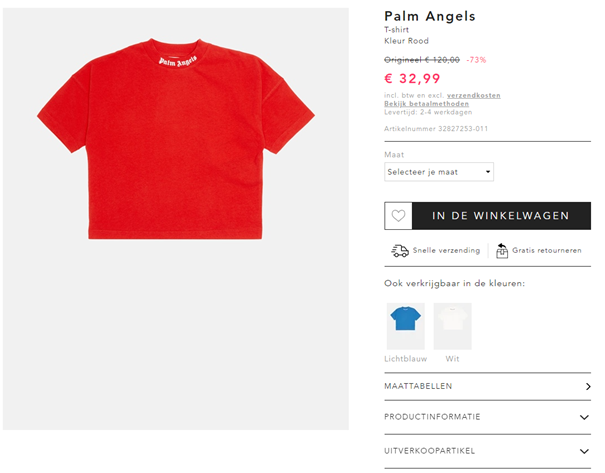 Palm Angels
Palm Angels
T-shirt
Kleur Rood
Origineel € 120,00 -73%
€ 32,99
incl. btw en excl. verzendkosten
Bekijk betaalmethoden
Levertijd: 2-4 werkdagen
Artikelnummer 32827253-011
Maat
Selecteer je maat
IN DE WINKELWAGEN
Snelle verzending
Gratis retourneren
Ook verkrijgbaar in de kleuren:
Lichtblauw
Wit
MAATTABELLEN
PRODUCTINFORMATIE
UITVERKOOPARTIKEL